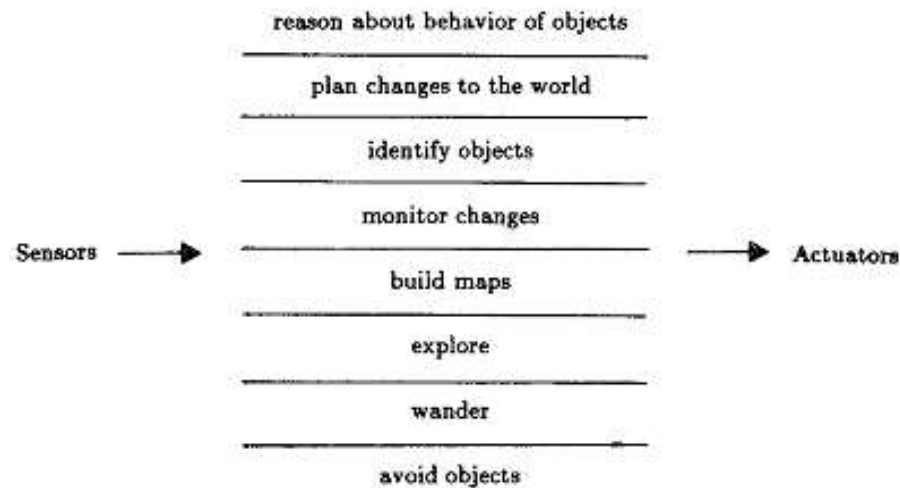 reason about behavior of objects
plan changes to the world
identify objects
monitor changes
Sensors
Actuators
build maps
explore
wander
avoid objects